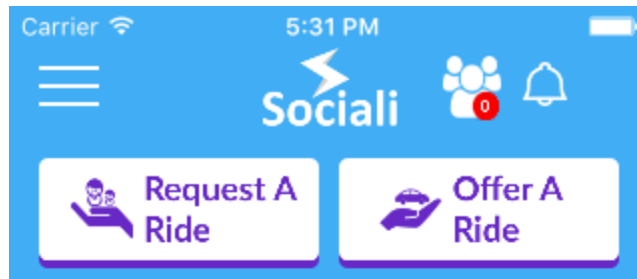 Carrier 5:31 PM
Sociali
0
Request A
Ride
Offer A
Ride